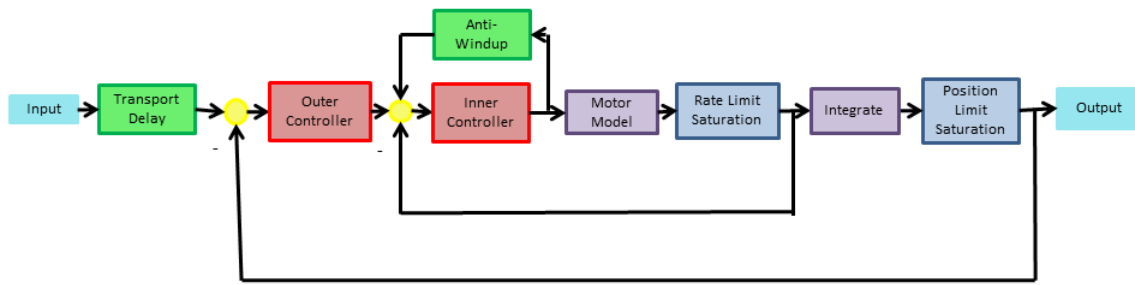 Anti-
Windup
Input
Transport
Delay
Outer
Controller
Inner
Controller
Motor
Model
Rate Limit
Saturation
Integrate
Position
Limit
Saturation
Output
-
-